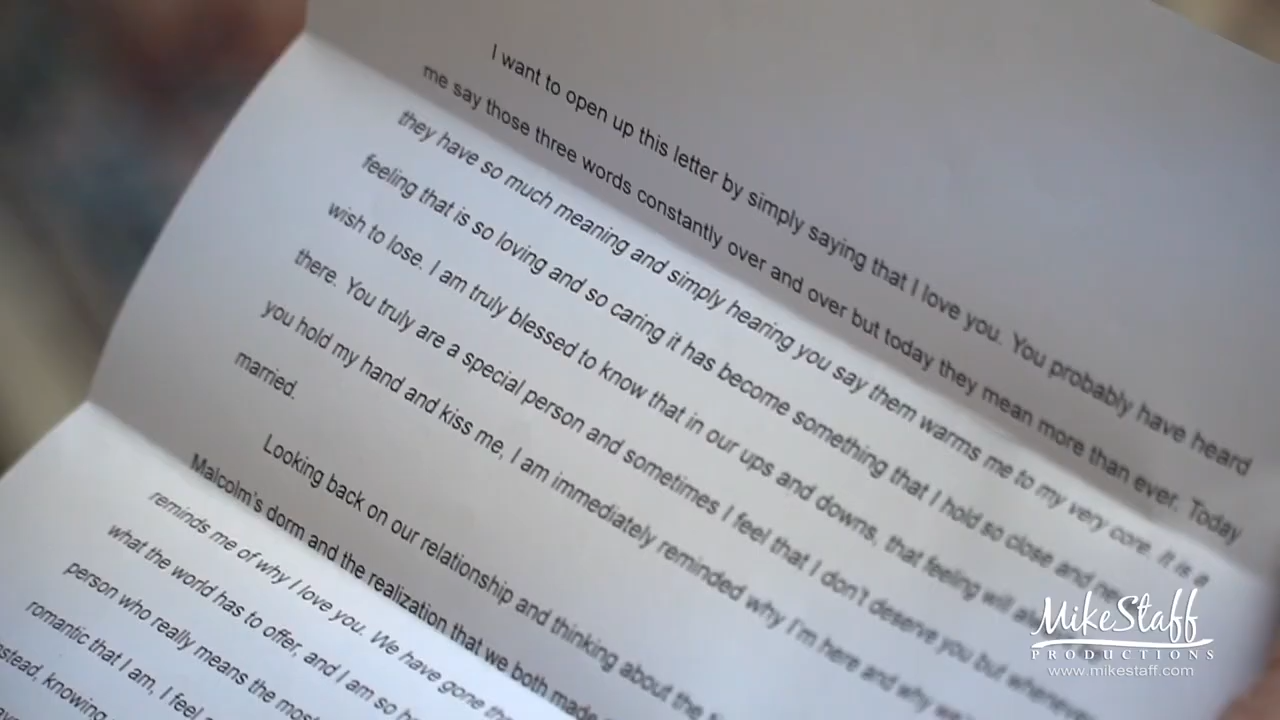 I want to open up this letter by simply saying that I love you. You probably have heard
me say those three words constantly over and over but today they mean more than ever. Today
they have so much meaning and simply hearing you say them warms me to my very core. It is a
feeling that is so loving and so caring it has become something that I hold so close and
wish to lose. I am truly blessed to know that in our ups and downs, that feeling will
there. You truly are a special person and sometimes I feel that I don't deserve you but whenever
you hold my hand and kiss me, I am immediately reminded why I'm here and why
married.
Looking back on our relationship and thinking about the
Malcolm's dorm and the realization that we both made
reminds me of why I love you. We have gone
what the world has to offer, and I am so
person who really means the most
romantic that I am, I feel
knowing
MikeStaff
PRODUCTIONS
www.mikestaff.com